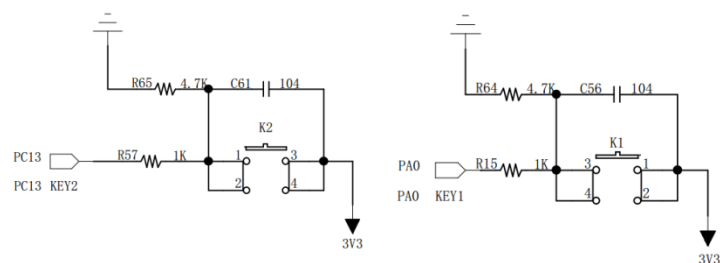 R65 4.7K C61 104
K2
PC13 R57 1K 1 3
PC13 KEY2 2 4
3V3
R64 4.7K C56 104
K1
PA0 R15 1K 3 1
PA0 KEY1 4 2
3V3